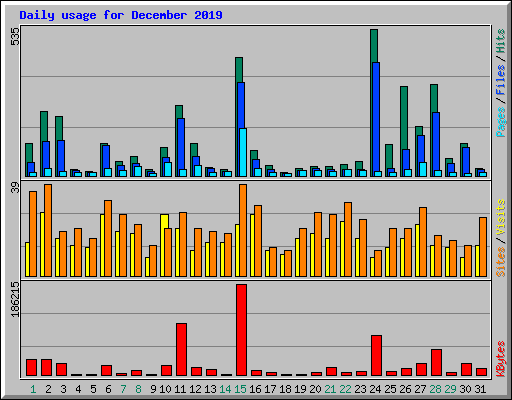 Daily usage for December 2019
535
Pages / Files / Hits
39
Sites / Visits
186215
KBytes
1 2 3 4 5 6 7 8 9 10 11 12 13 14 15 16 17 18 19 20 21 22 23 24 25 26 27 28 29 30 31